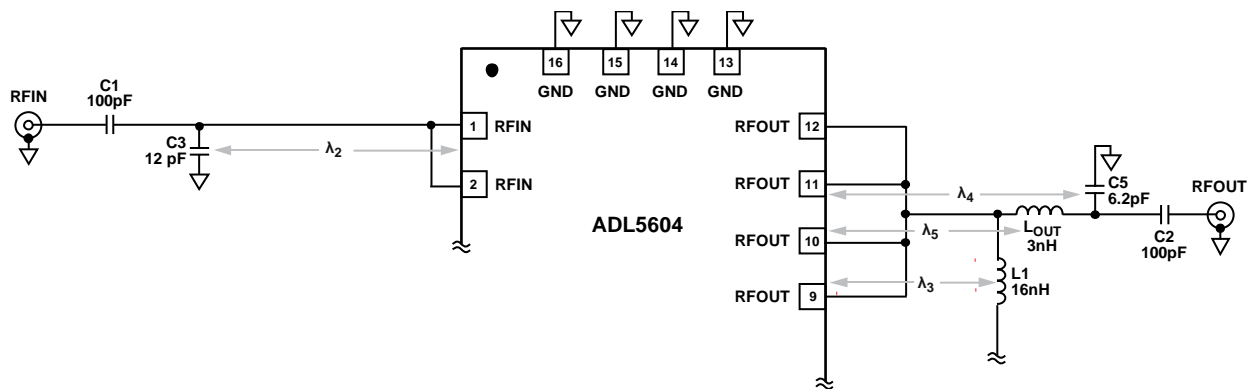 16
15
14
13
GND
GND
GND
GND
RFIN
C1
100pF
C3
12 pF
λ2
1
RFIN
2
RFIN
ADL5604
RFOUT
12
RFOUT
11
RFOUT
10
RFOUT
9
λ4
λ5
λ3
LOUT
3nH
L1
16nH
C5
6.2pF
RFOUT
C2
100pF